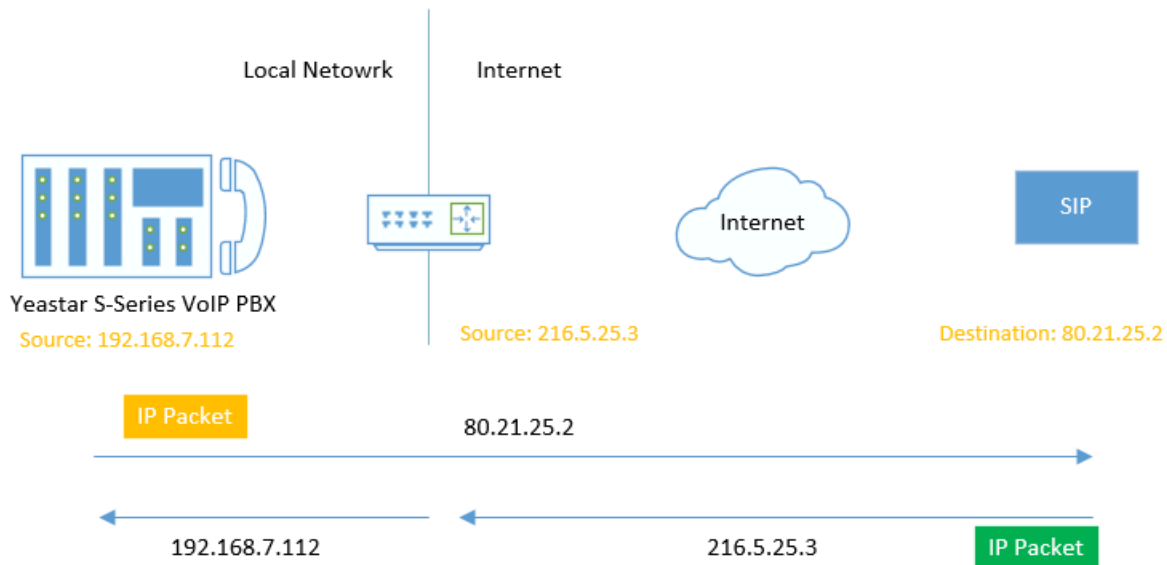 Local Netowrk
Internet
Internet
SIP
Yeastar S-Series VoIP PBX
Source: 192.168.7.112
Source: 216.5.25.3
Destination: 80.21.25.2
IP Packet
80.21.25.2
192.168.7.112
216.5.25.3
IP Packet